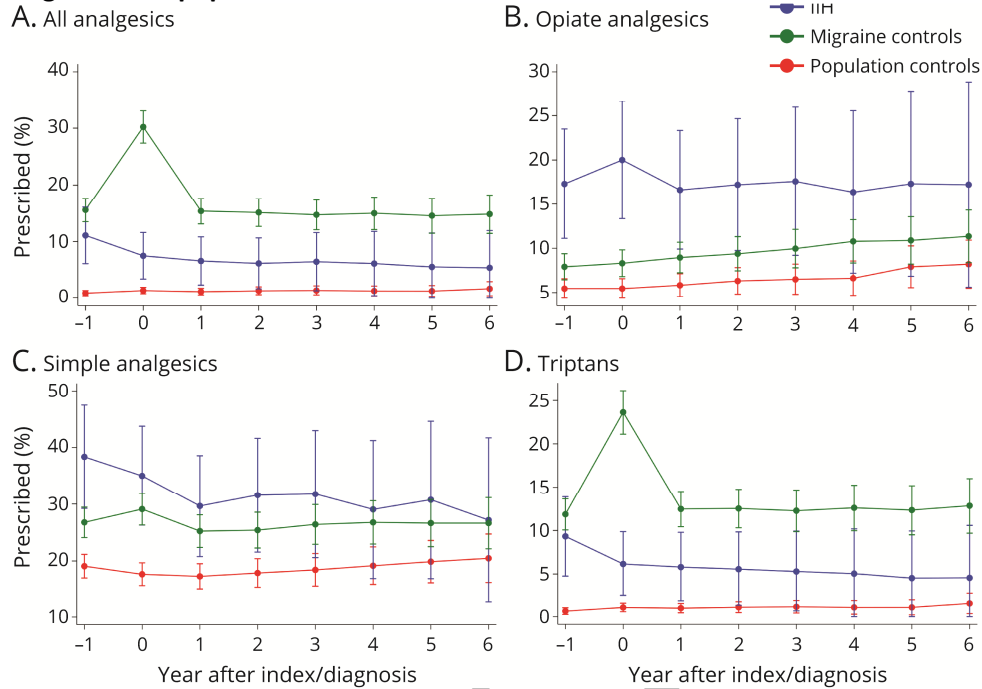 A. All analgesics
40
30
20
10
0
Prescribed (%)
–1 0 1 2 3 4 5 6
B. Opiate analgesics
IIH
Migraine controls
Population controls
30
25
20
15
10
5
–1 0 1 2 3 4 5 6
C. Simple analgesics
50
40
30
20
10
Prescribed (%)
–1 0 1 2 3 4 5 6
Year after index/diagnosis
D. Triptans
25
20
15
10
5
0
–1 0 1 2 3 4 5 6
Year after index/diagnosis